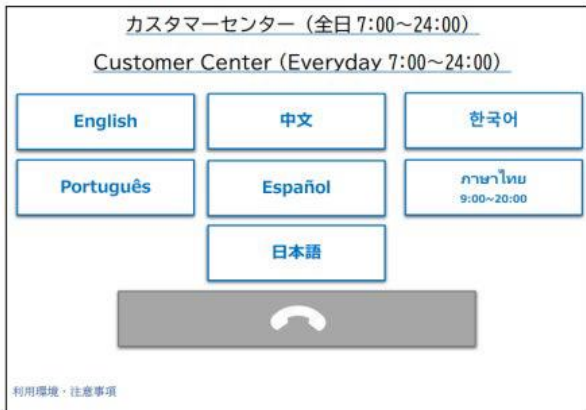 カスタマーセンター（全日 7:00～24:00）
Customer Center (Everyday 7:00～24:00)
English
中文
한국어
Português
Español
ภาษาไทย
9:00~20:00
日本語
利用環境・注意事項